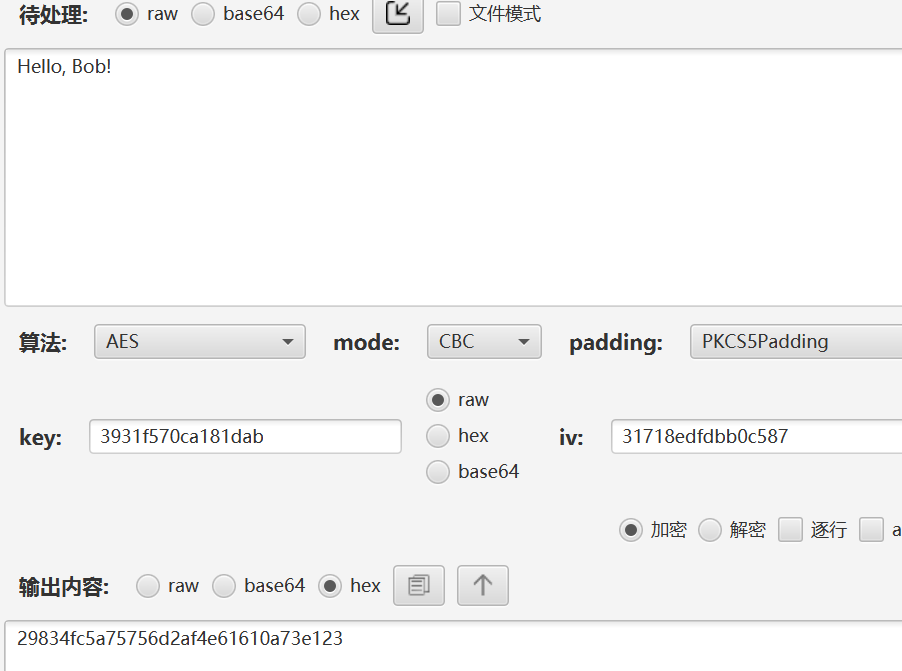 待处理: raw base64 hex 文件模式
Hello, Bob!
算法: AES mode: CBC padding: PKCS5Padding
raw
key: 3931f570ca181dab hex iv: 31718edfdbb0c587
base64
加密 解密 逐行 a
输出内容: raw base64 hex
29834fc5a75756d2af4e61610a73e123